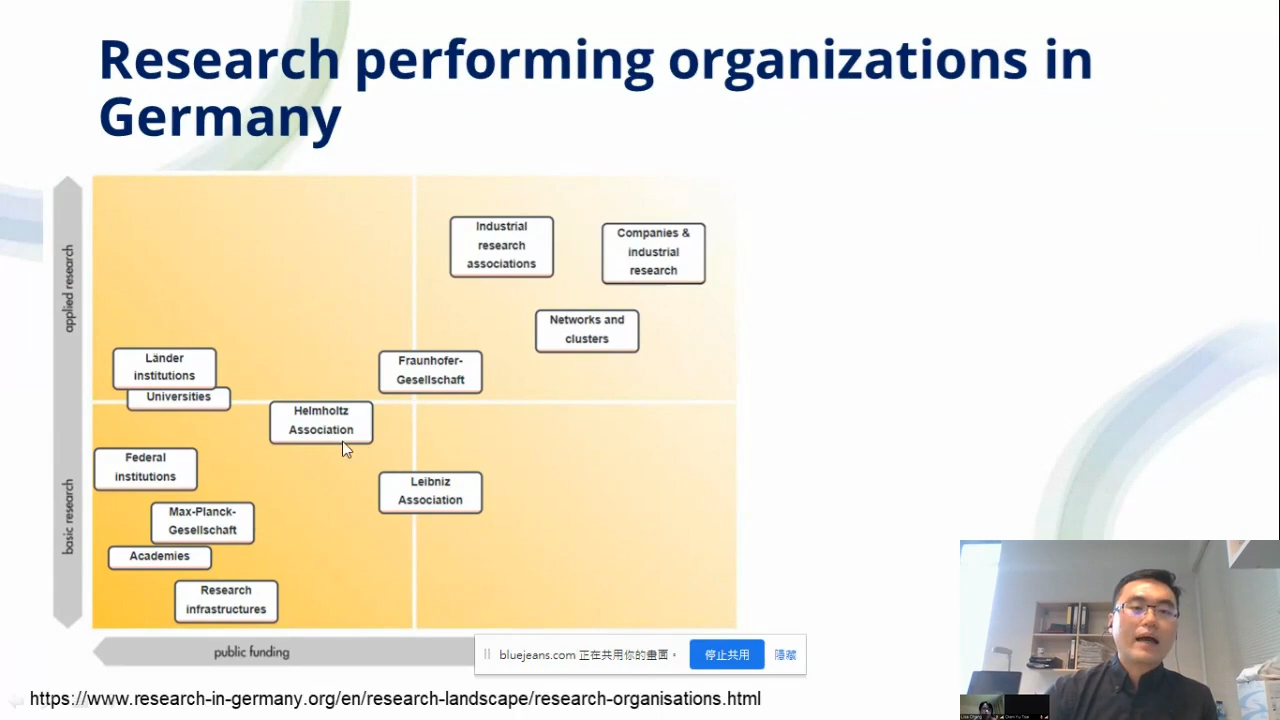 Research performing organizations in
Germany
applied research
basic research
Industrial
research
associations
Companies &
industrial
research
Networks and
clusters
Länder
institutions
Fraunhofer-
Gesellschaft
Universities
Helmholtz
Association
Federal
institutions
Leibniz
Association
Max-Planck-
Gesellschaft
Academies
Research
infrastructures
public funding
bluejeans.com 正在共用你的畫面。
停止共用
隱藏
https://www.research-in-germany.org/en/research-landscape/research-organisations.html